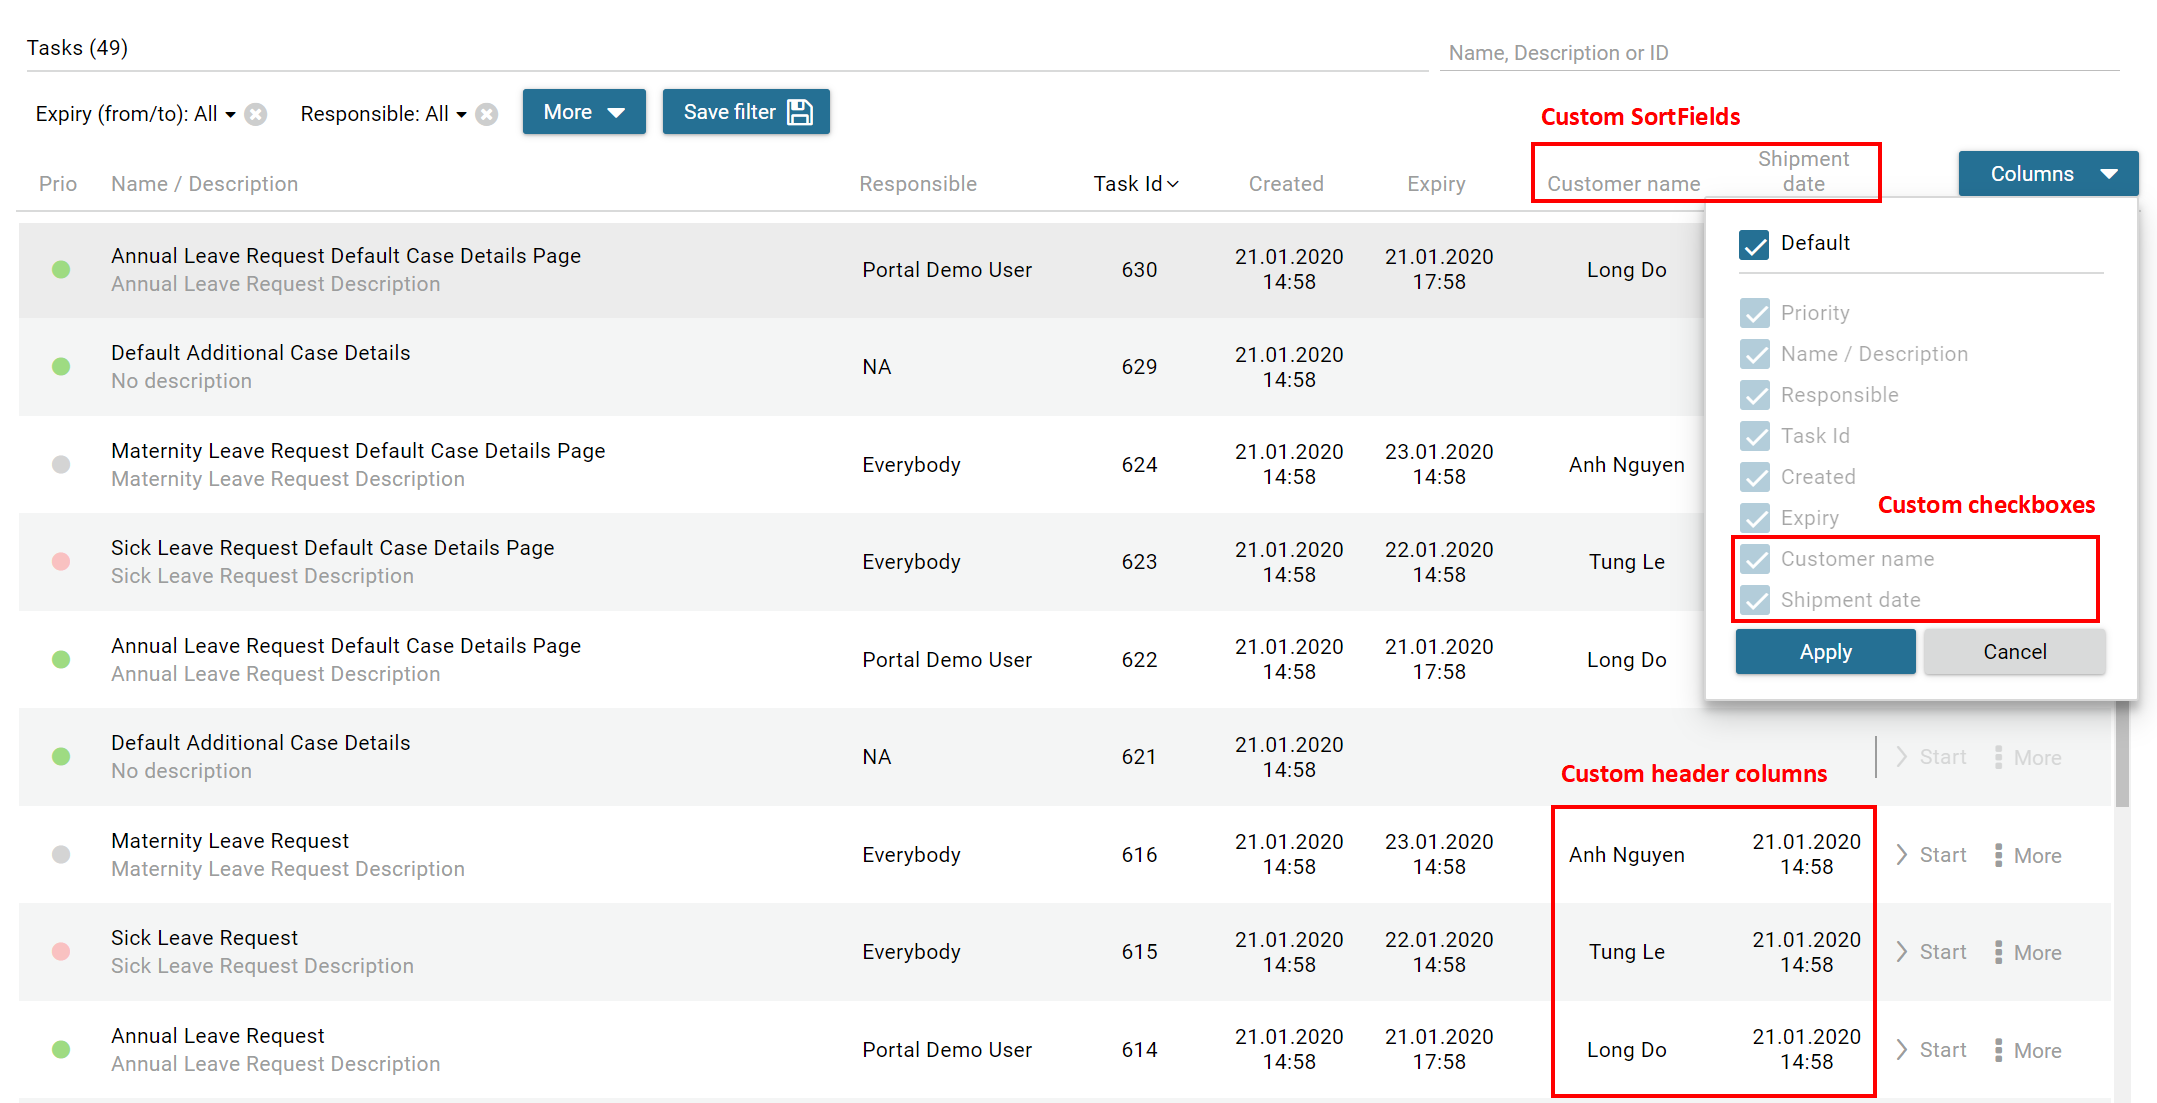 Tasks (49)
Name, Description or ID
Expiry (from/to): All
Responsible: All
More
Save filter
Custom SortFields
Prio
Name / Description
Responsible
Task Id
Created
Expiry
Customer name
Shipment
date
Columns
Annual Leave Request Default Case Details Page
Annual Leave Request Description
Portal Demo User
630
21.01.2020
14:58
21.01.2020
17:58
Long Do
Default Additional Case Details
No description
NA
629
21.01.2020
14:58
Maternity Leave Request Default Case Details Page
Maternity Leave Request Description
Everybody
624
21.01.2020
14:58
23.01.2020
14:58
Anh Nguyen
Sick Leave Request Default Case Details Page
Sick Leave Request Description
Everybody
623
21.01.2020
14:58
22.01.2020
14:58
Tung Le
Annual Leave Request Default Case Details Page
Annual Leave Request Description
Portal Demo User
622
21.01.2020
14:58
21.01.2020
17:58
Long Do
Default
Priority
Name / Description
Responsible
Task Id
Created
Expiry
Custom checkboxes
Customer name
Shipment date
Apply
Cancel
Default Additional Case Details
No description
NA
621
21.01.2020
14:58
Start
More
Custom header columns
Maternity Leave Request
Maternity Leave Request Description
Everybody
616
21.01.2020
14:58
23.01.2020
14:58
Anh Nguyen
21.01.2020
14:58
Start
More
Sick Leave Request
Sick Leave Request Description
Everybody
615
21.01.2020
14:58
22.01.2020
14:58
Tung Le
21.01.2020
14:58
Start
More
Annual Leave Request
Annual Leave Request Description
Portal Demo User
614
21.01.2020
14:58
21.01.2020
17:58
Long Do
21.01.2020
14:58
Start
More